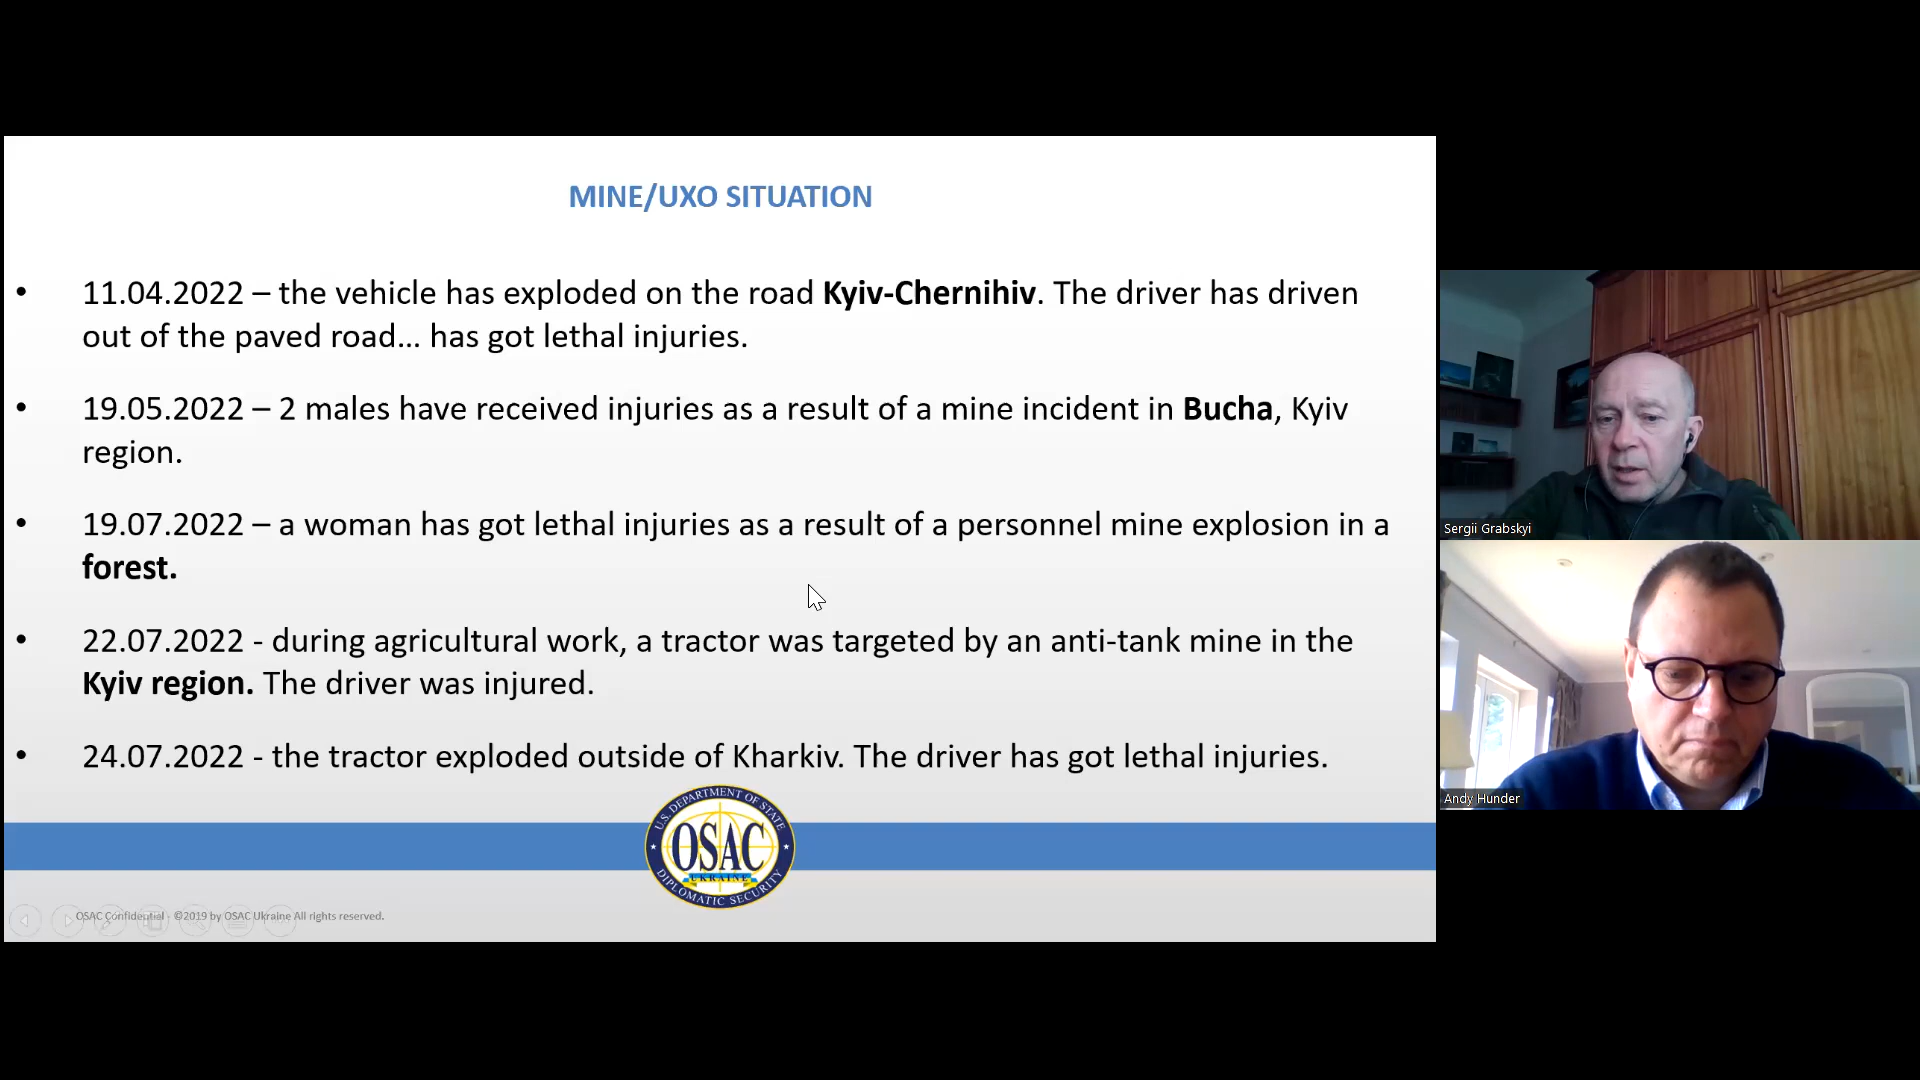 MINE/UXO SITUATION
• 11.04.2022 – the vehicle has exploded on the road Kyiv-Chernihiv. The driver has driven
out of the paved road... has got lethal injuries.
• 19.05.2022 – 2 males have received injuries as a result of a mine incident in Bucha, Kyiv
region.
• 19.07.2022 – a woman has got lethal injuries as a result of a personnel mine explosion in a
forest.
• 22.07.2022 - during agricultural work, a tractor was targeted by an anti-tank mine in the
Kyiv region. The driver was injured.
• 24.07.2022 - the tractor exploded outside of Kharkiv. The driver has got lethal injuries.
U.S. DEPARTMENT OF STATE
OSAC
UKRAINE
DIPLOMATIC SECURITY
OSAC Confidential - ©2019 by OSAC Ukraine All rights reserved.
Sergii Grabskyi
Andy Hunder